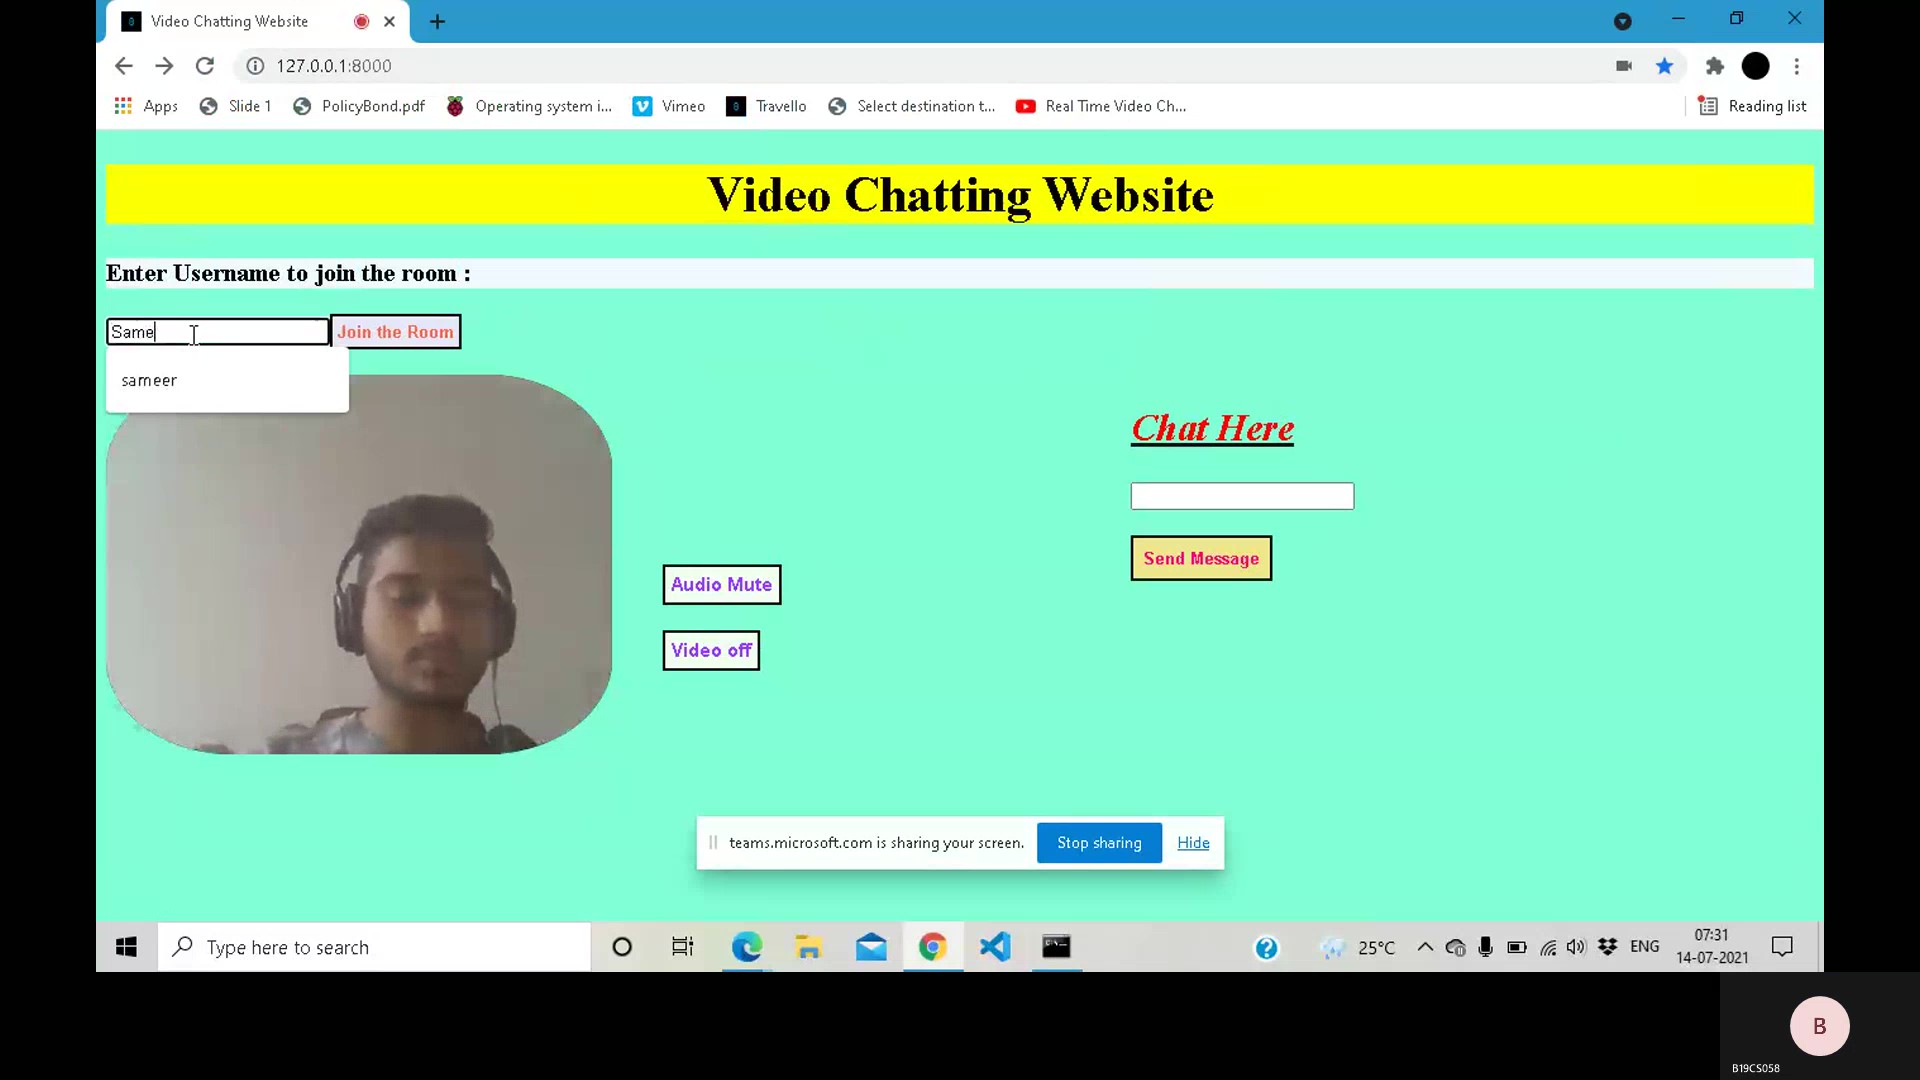 Video Chatting Website
127.0.0.1:8000
Apps
Slide 1
PolicyBond.pdf
Operating system i...
Vimeo
Travello
Select destination t...
Real Time Video Ch...
Reading list
Video Chatting Website
Enter Username to join the room :
Same
Join the Room
sameer
Chat Here
Send Message
Audio Mute
Video off
teams.microsoft.com is sharing your screen.
Stop sharing
Hide
Type here to search
25°C
ENG
07:31
14-07-2021
B
B19CS058